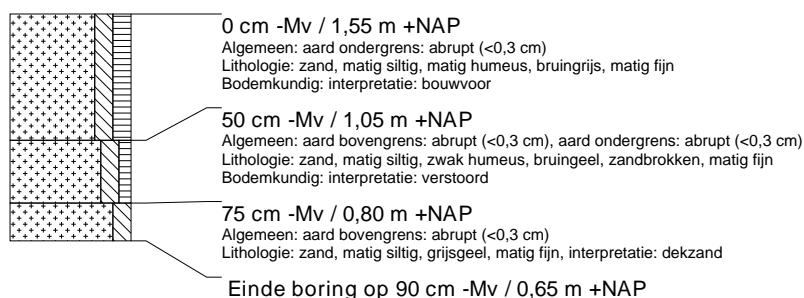 0 cm -Mv / 1,55 m +NAP
Algemeen: aard ondergrens: abrupt (<0,3 cm)
Lithologie: zand, matig siltig, matig humeus, bruingrijs, matig fijn
Bodemkundig: interpretatie: bouwvoor
50 cm -Mv / 1,05 m +NAP
Algemeen: aard bovengrens: abrupt (<0,3 cm), aard ondergrens: abrupt (<0,3 cm)
Lithologie: zand, matig siltig, zwak humeus, bruingeel, zandbrokken, matig fijn
Bodemkundig: interpretatie: verstoord
75 cm -Mv / 0,80 m +NAP
Algemeen: aard bovengrens: abrupt (<0,3 cm)
Lithologie: zand, matig siltig, grijsgeel, matig fijn, interpretatie: dekzand
Einde boring op 90 cm -Mv / 0,65 m +NAP